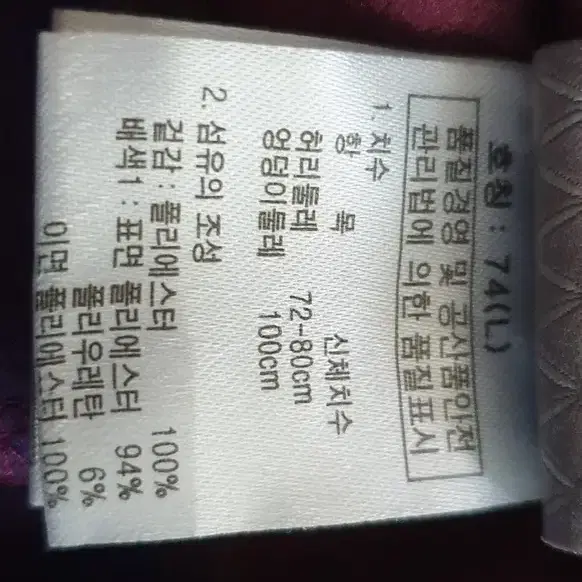 호칭 : 74(L)
품질경영 및 공산품안전
관리법에 의한 품질표시
1. 치수
항 목 신체치수
허리둘레 72-80cm
엉덩이둘레 100cm
2. 섬유의 조성
겉감 : 폴리에스터 100%
배색1 : 표면 폴리에스터 94%
폴리우레탄 6%
이면 폴리에스터 100%